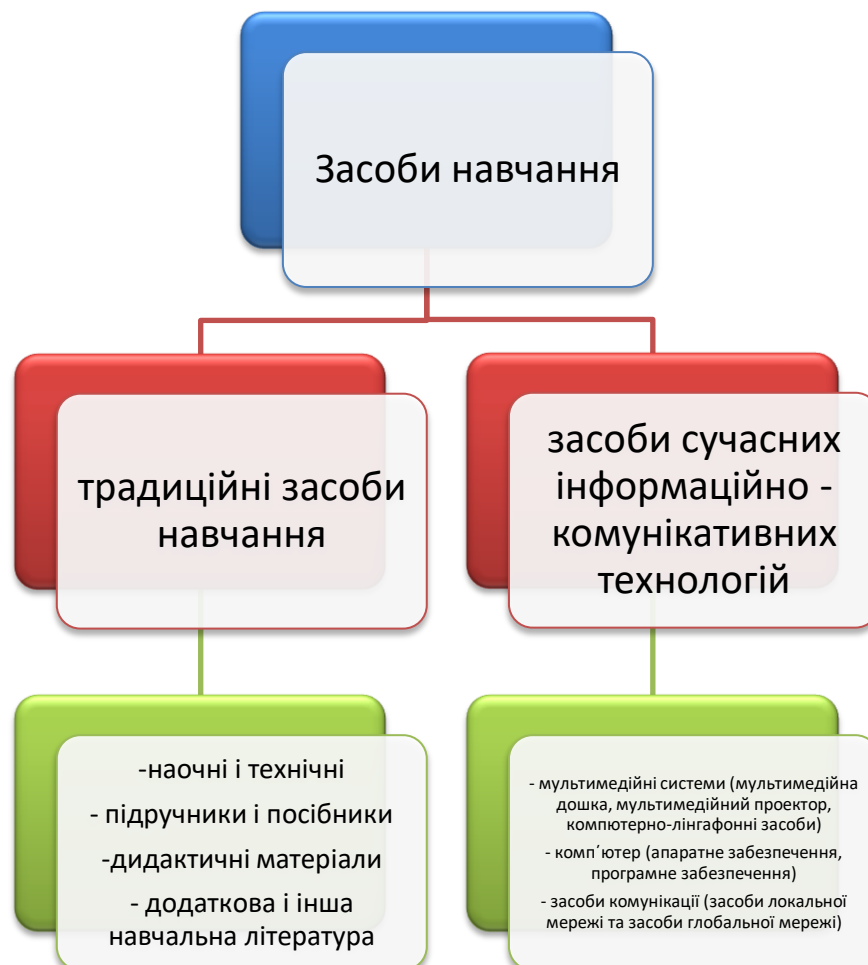 Засоби навчання
традиційні засоби
навчання
засоби сучасних
інформаційно -
комунікативних
технологій
-наочні і технічні
- підручники і посібники
-дидактичні матеріали
- додаткова і інша
навчальна література
- мультимедійні системи (мультимедійна
дошка, мультимедійний проектор,
компютерно-лінгафонні засоби)
- комп΄ютер (апаратне забезпечення,
програмне забезпечення)
- засоби комунікації (засоби локальної
мережі та засоби глобальної мережі)